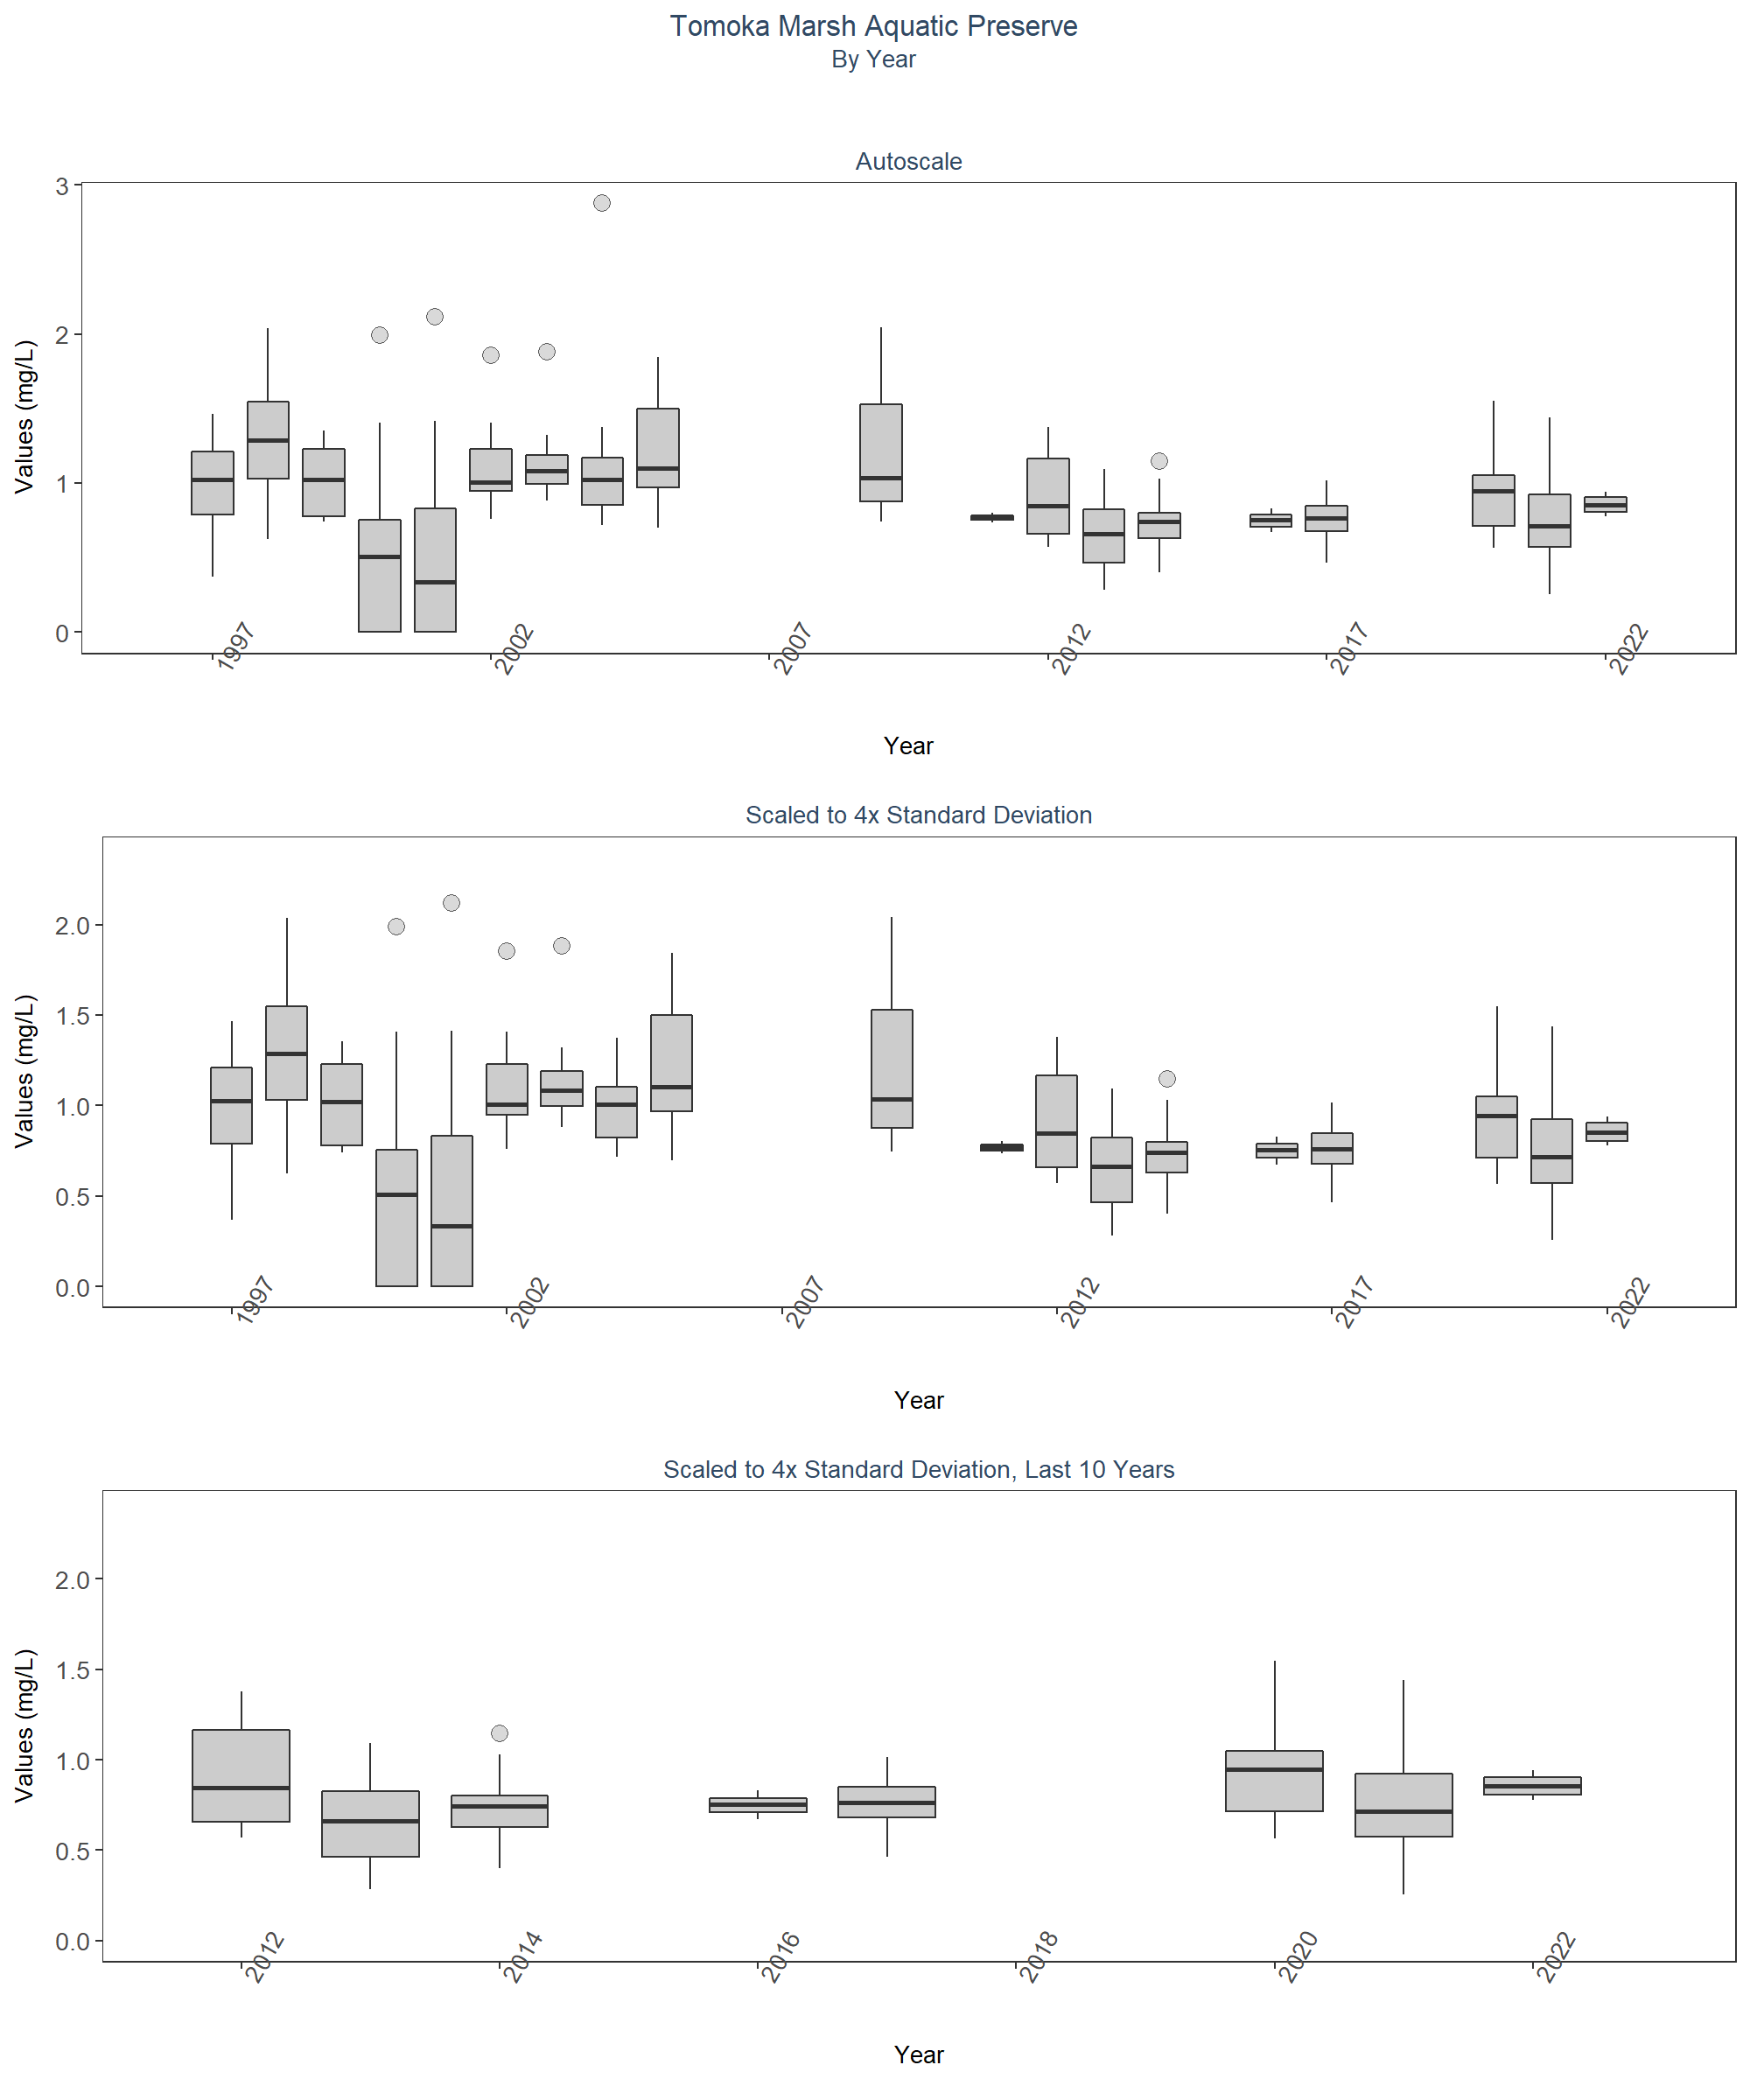 Tomoka Marsh Aquatic Preserve
By Year
Autoscale
3
2
1
0
Values (mg/L)
1997 2002 2007 2012 2017 2022
Year
Scaled to 4x Standard Deviation
2.0
1.5
1.0
0.5
0.0
Values (mg/L)
1997 2002 2007 2012 2017 2022
Year
Scaled to 4x Standard Deviation, Last 10 Years
2.0
1.5
1.0
0.5
0.0
Values (mg/L)
2012 2014 2016 2018 2020 2022
Year